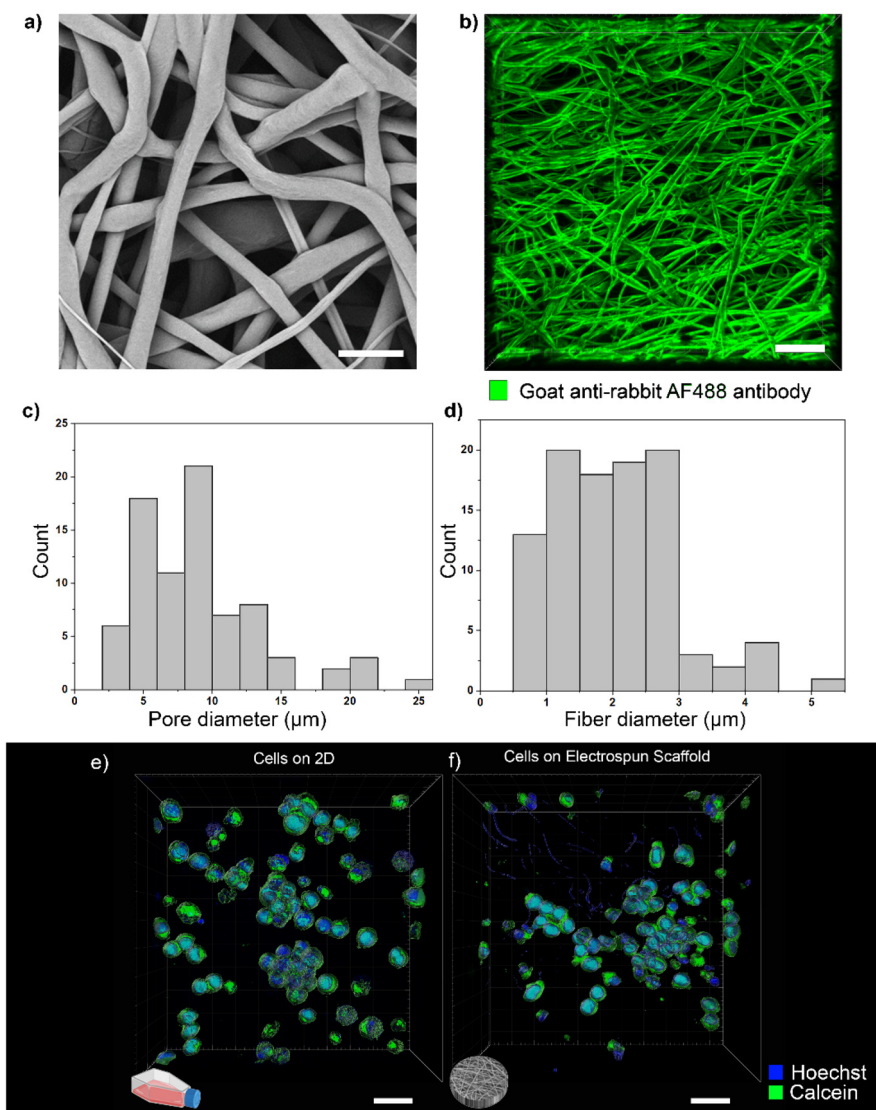 a)
b)
Goat anti-rabbit AF488 antibody
c)
d)
25
20
15
10
5
0
Count
0
5
10
15
20
25
Pore diameter (µm)
20
15
10
5
0
Count
0
1
2
3
4
5
Fiber diameter (µm)
e)
Cells on 2D
f)
Cells on Electrospun Scaffold
Hoechst
Calcein